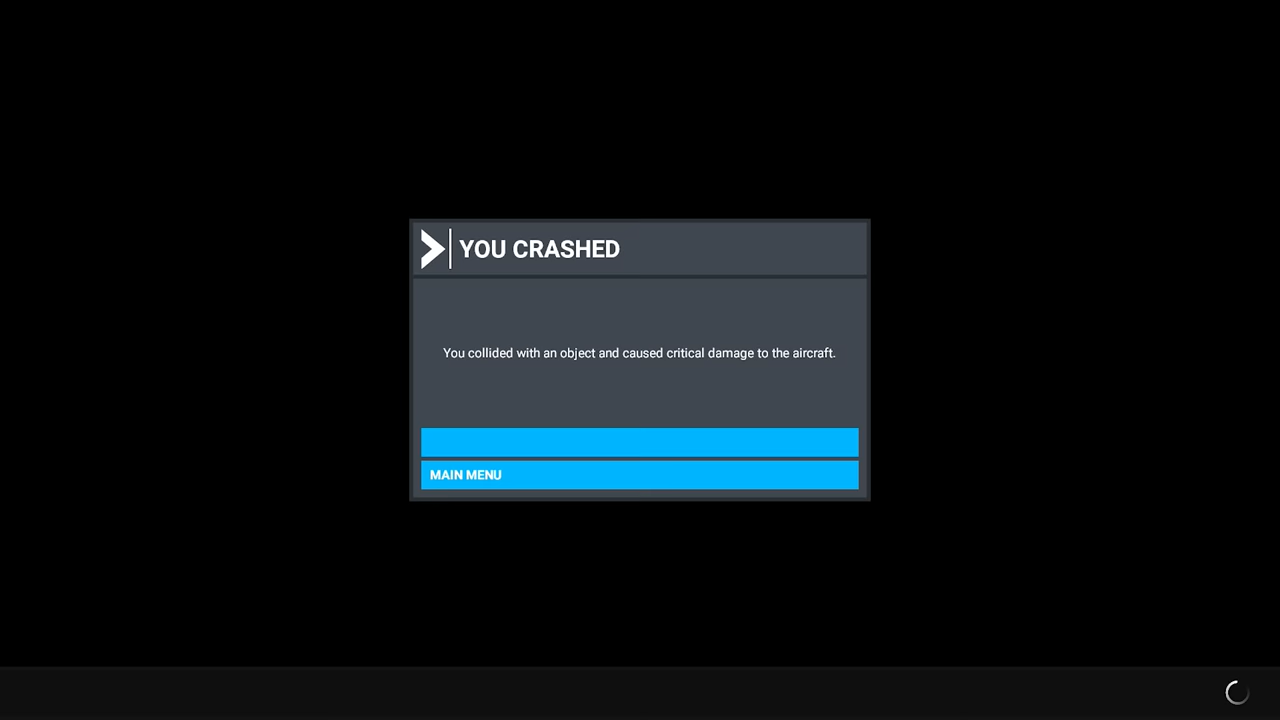 YOU CRASHED
You collided with an object and caused critical damage to the aircraft.
MAIN MENU